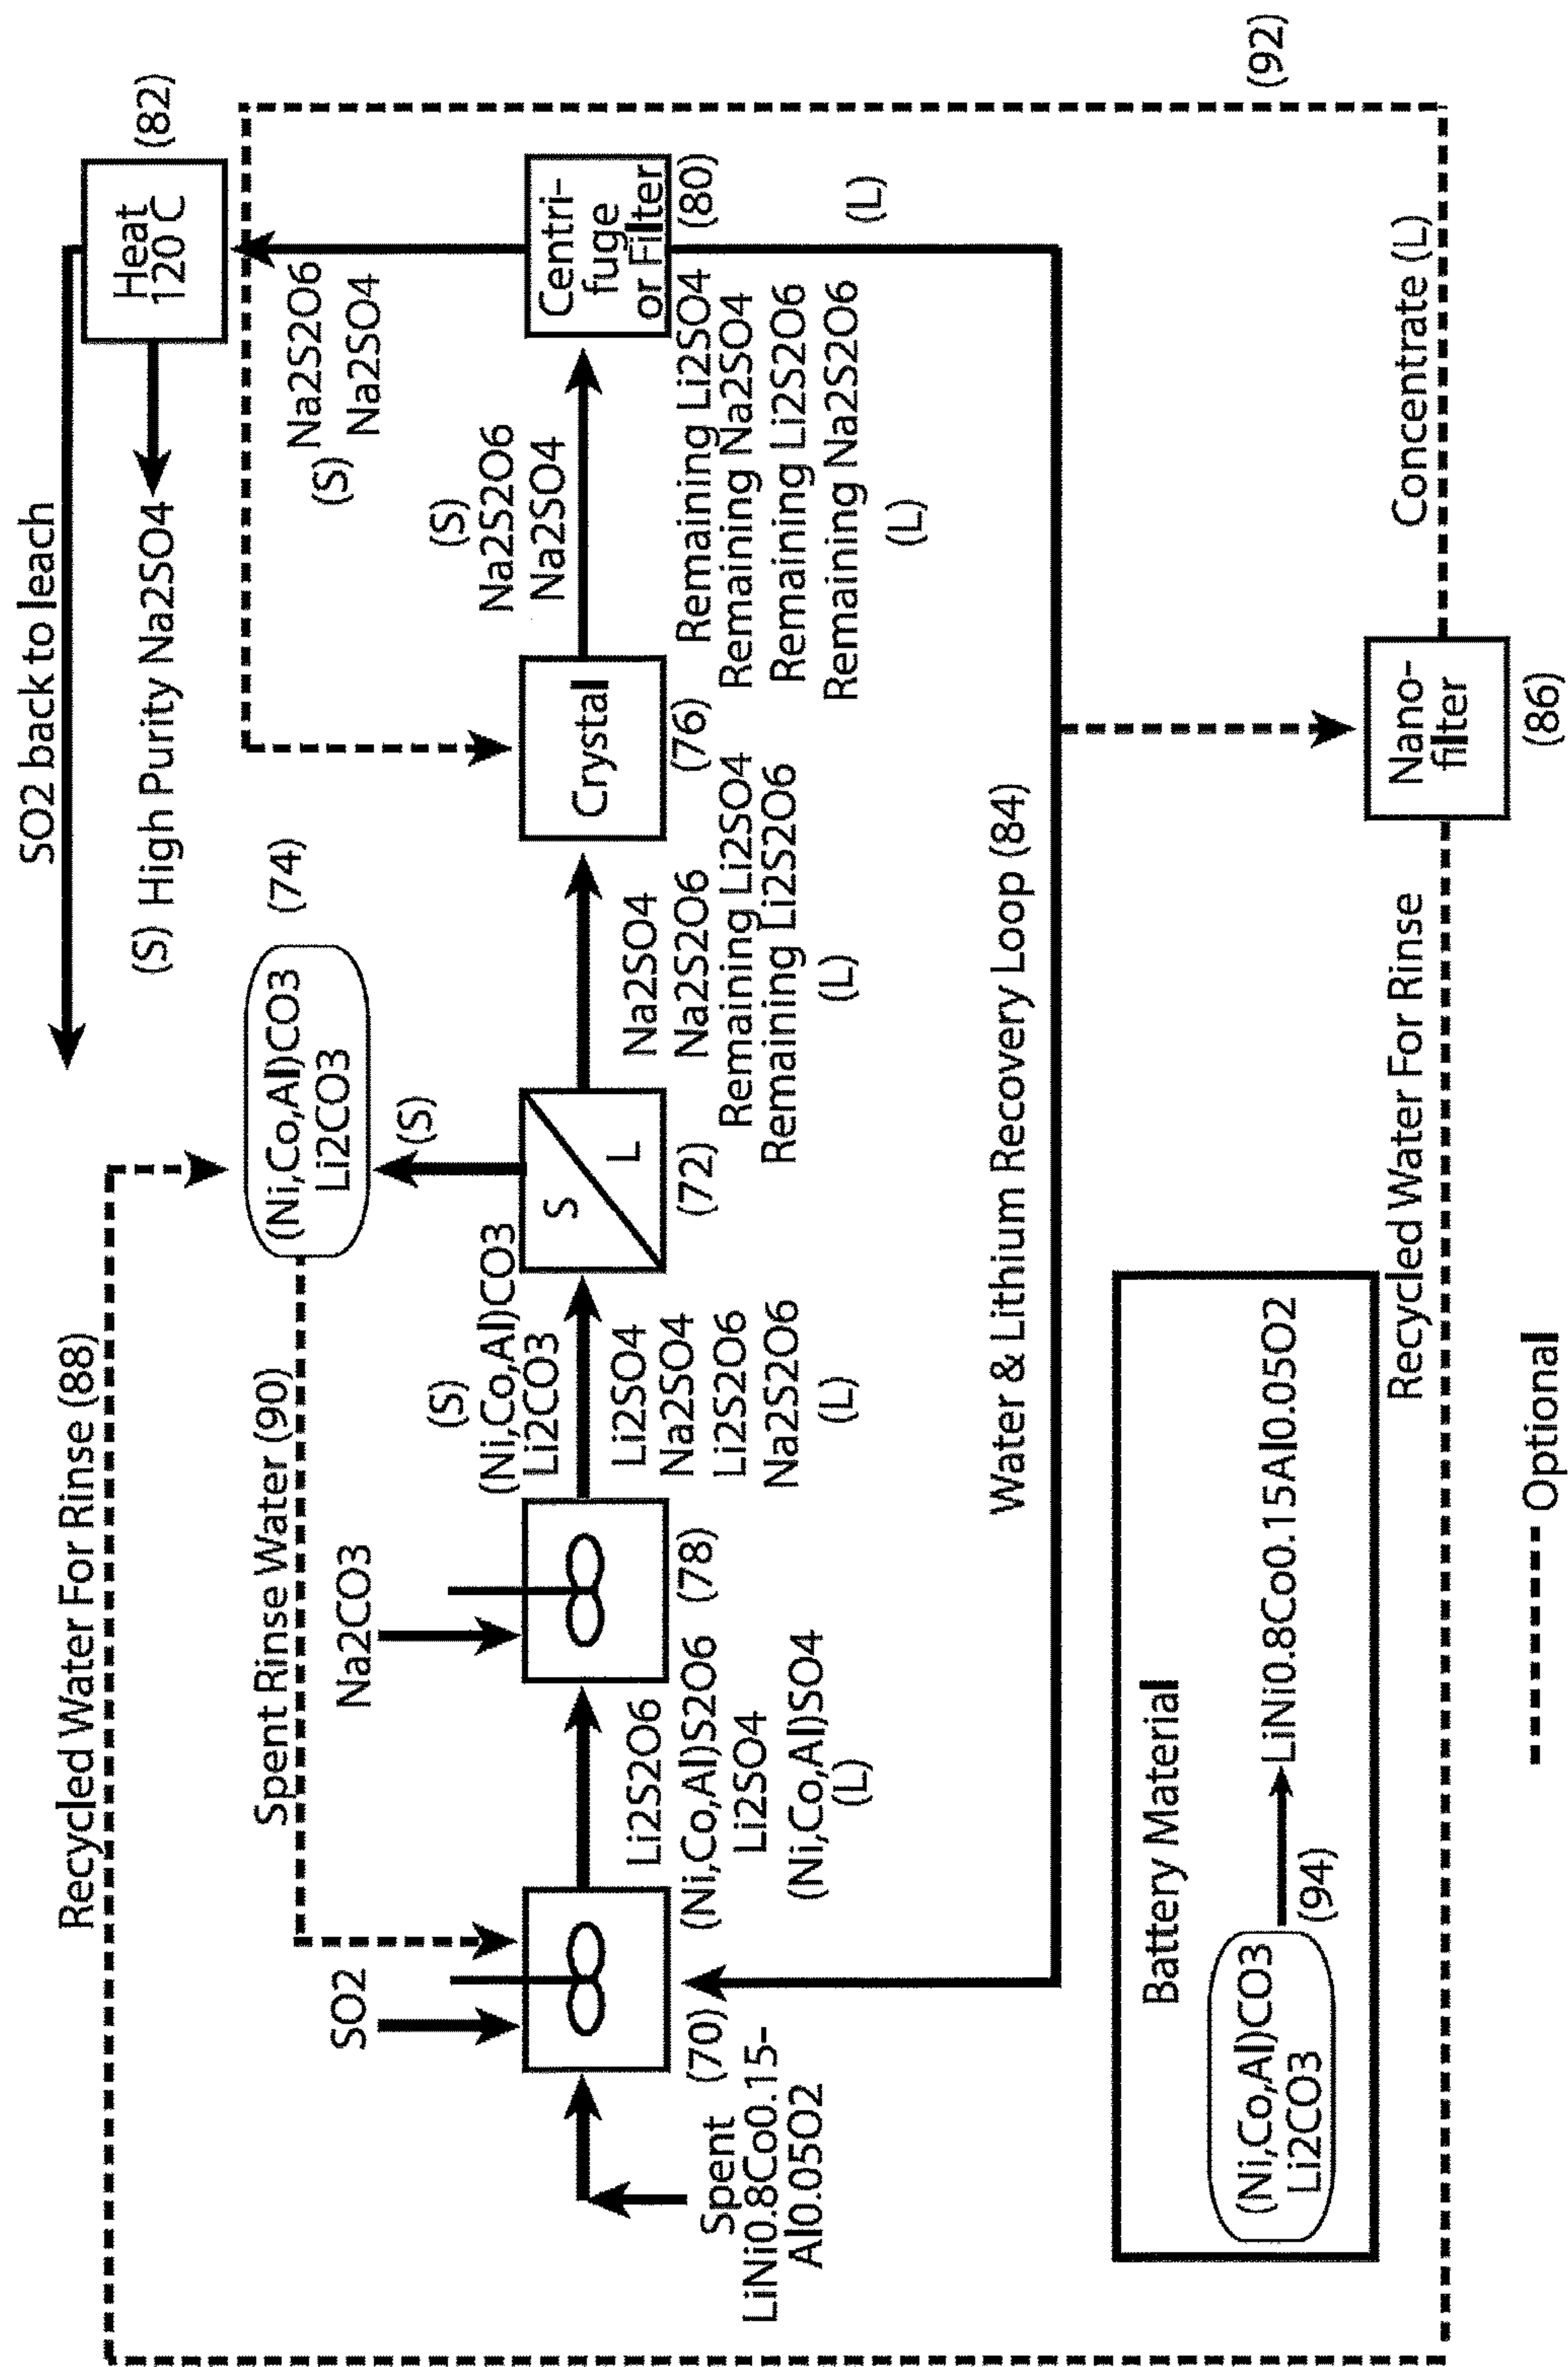 SO2 back to leach
(S) High Purity Na2SO4
Heat
120 C
(82)
Recycled Water For Rinse (88)
Spent Rinse Water (90)
(Ni,Co,Al)CO3
Li2CO3
(74)
(S)
Na2S2O6
Na2SO4
(S)
SO2
Na2CO3
(S)
(Ni,Co,Al)CO3
Li2CO3
(S)
Na2S2O6
Na2SO4
S
L
Crystal
Centri-
fuge
or Filter
(70)
(78)
(72)
(76)
(80)
Spent
LiNi0.8Co0.15-
Al0.05O2
Li2S2O6
(Ni,Co,Al)S2O6
Li2SO4
(Ni,Co,Al)SO4
(L)
Li2SO4
Na2SO4
Li2S2O6
Na2S2O6
(L)
Na2SO4
Na2S2O6
Remaining Li2SO4
Remaining Li2S2O6
(L)
Remaining Li2SO4
Remaining Na2SO4
Remaining Li2S2O6
Remaining Na2S2O6
(L)
(L)
Water & Lithium Recovery Loop (84)
(92)
Battery Material
(Ni,Co,Al)CO3
Li2CO3
(94)
LiNi0.8Co0.15Al0.05O2
Recycled Water For Rinse
Nano-
filter
(86)
Concentrate (L)
Optional